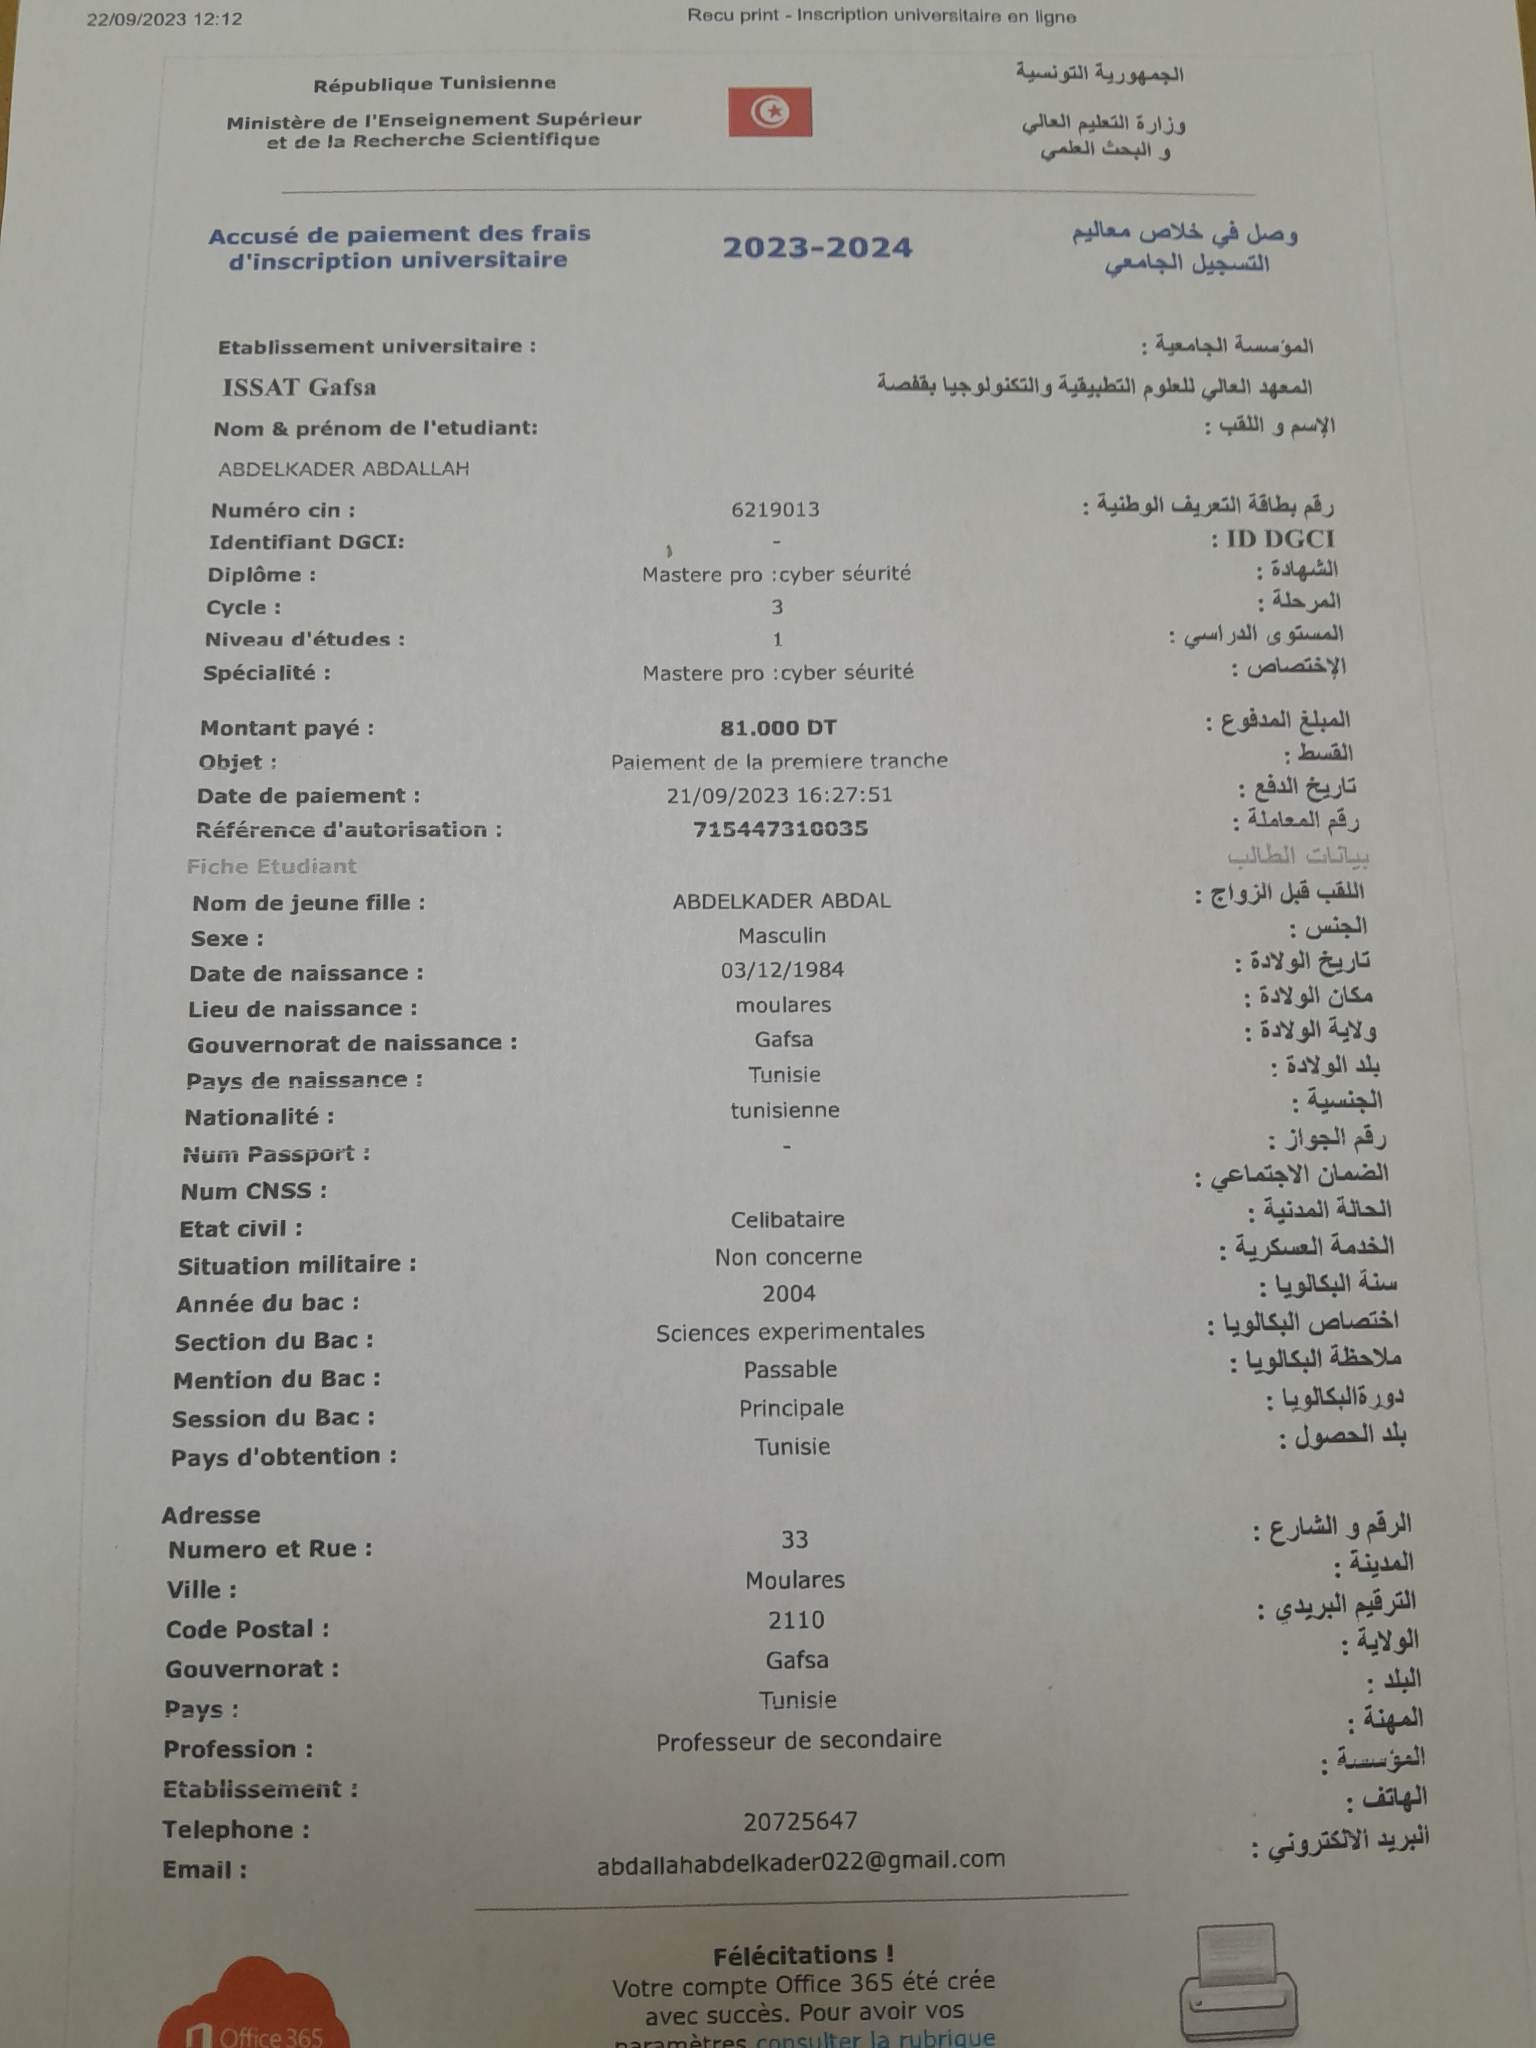 22/09/2023 12:12 Recu print - Inscription universitaire en ligne
République Tunisienne الجمهورية التونسية
Ministère de l'Enseignement Supérieur وزارة التعليم العالي
et de la Recherche Scientifique و البحث العلمي
Accusé de paiement des frais 2023-2024 وصل في خلاص معاليم
d'inscription universitaire التسجيل الجامعي
Etablissement universitaire : المؤسسة الجامعية :
ISSAT Gafsa المعهد العالي للعلوم التطبيقية والتكنولوجيا بقفصة
Nom & prénom de l'etudiant: الإسم و اللقب :
ABDELKADER ABDALLAH
Numéro cin : 6219013 رقم بطاقة التعريف الوطنية :
Identifiant DGCI: - ID DGCI :
Diplôme : Mastere pro :cyber séurité الشهادة :
Cycle : 3 المرحلة :
Niveau d'études : 1 المستوى الدراسي :
Spécialité : Mastere pro :cyber séurité الإختصاص :
Montant payé : 81.000 DT المبلغ المدفوع :
Objet : Paiement de la premiere tranche القسط :
Date de paiement : 21/09/2023 16:27:51 تاريخ الدفع :
Référence d'autorisation : 715447310035 رقم المعاملة :
Fiche Etudiant بيانات الطالب
Nom de jeune fille : ABDELKADER ABDAL اللقب قبل الزواج :
Sexe : Masculin الجنس :
Date de naissance : 03/12/1984 تاريخ الولادة :
Lieu de naissance : moulares مكان الولادة :
Gouvernorat de naissance : Gafsa ولاية الولادة :
Pays de naissance : Tunisie بلد الولادة :
Nationalité : tunisienne الجنسية :
Num Passport : - رقم الجواز :
Num CNSS : الضمان الاجتماعي :
Etat civil : Celibataire الحالة المدنية :
Situation militaire : Non concerne الخدمة العسكرية :
Année du bac : 2004 سنة البكالويا :
Section du Bac : Sciences experimentales اختصاص البكالويا :
Mention du Bac : Passable ملاحظة البكالويا :
Session du Bac : Principale دورةالبكالويا :
Pays d'obtention : Tunisie بلد الحصول :
Adresse
Numero et Rue : 33 الرقم و الشارع :
Ville : Moulares المدينة :
Code Postal : 2110 الترقيم البريدي :
Gouvernorat : Gafsa الولاية :
Pays : Tunisie البلد :
Profession : Professeur de secondaire المهنة :
Etablissement : المؤسسة :
Telephone : 20725647 الهاتف :
Email : abdallahabdelkader022@gmail.com البريد الالكتروني :
Félécitations !
Votre compte Office 365 été crée
avec succès. Pour avoir vos
Office 365 paramètres consulter la rubrique